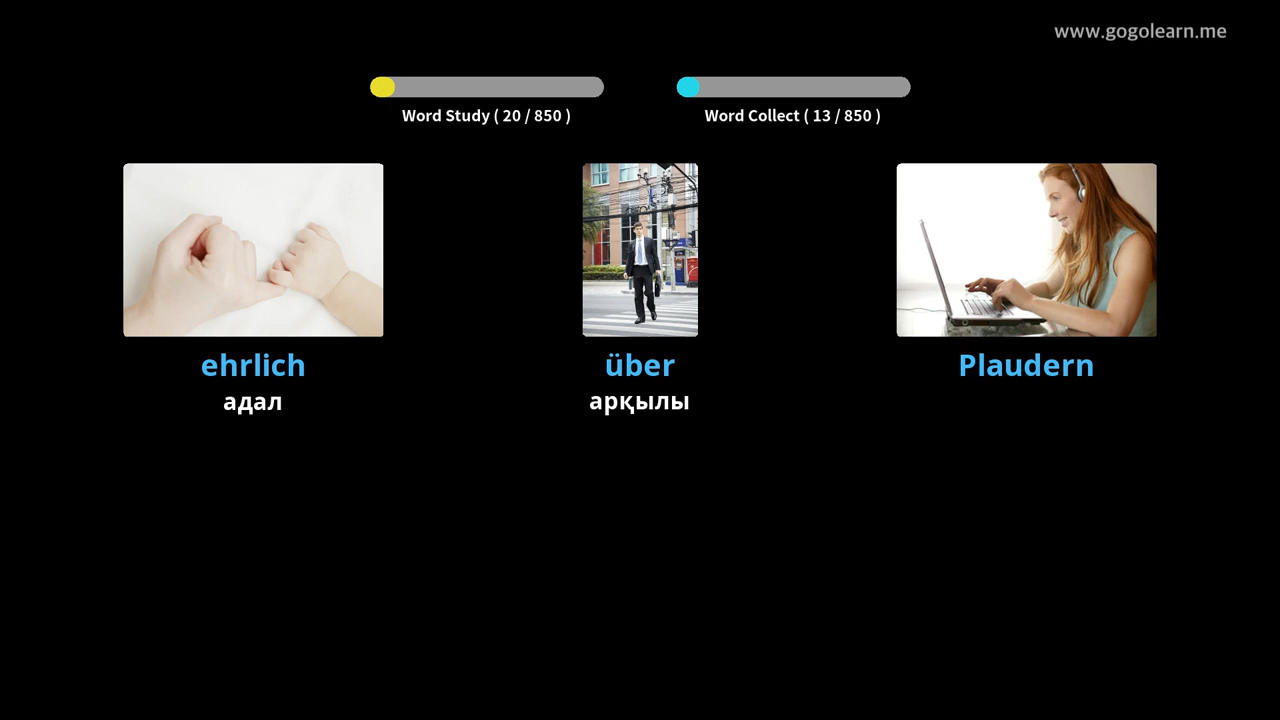 www.gogolearn.me
Word Study ( 20 / 850 )
Word Collect ( 13 / 850 )
ehrlich
адал
über
арқылы
Plaudern